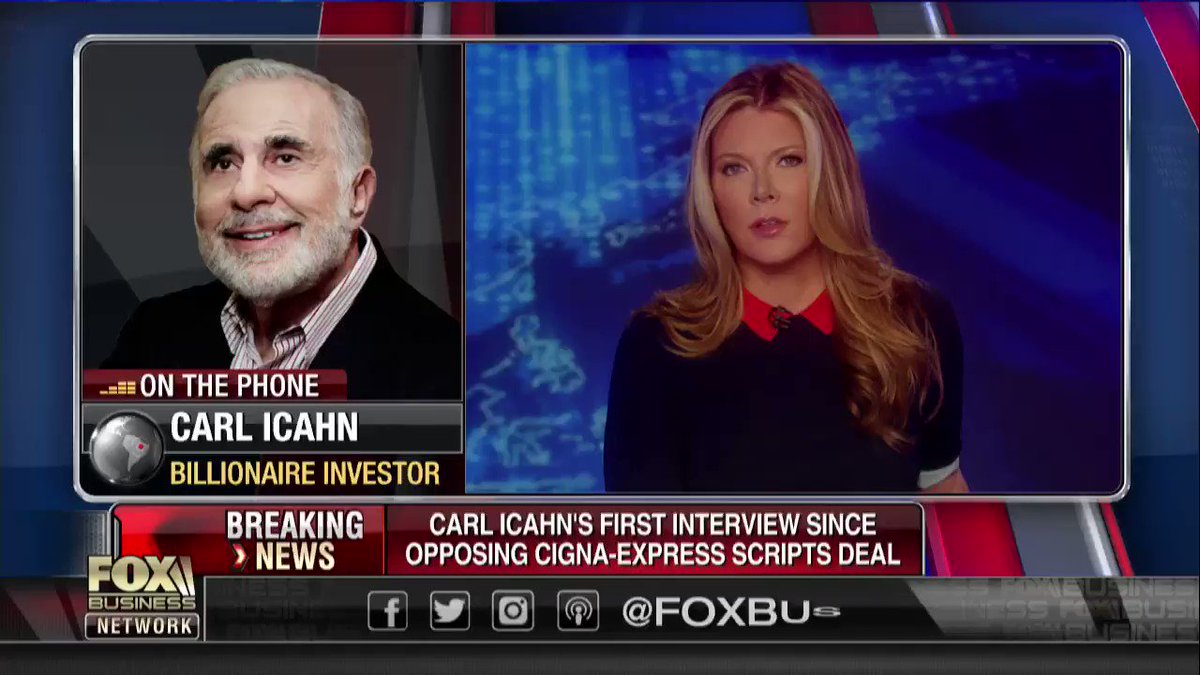 ON THE PHONE
CARL ICAHN
BILLIONAIRE INVESTOR
BREAKING
NEWS
CARL ICAHN'S FIRST INTERVIEW SINCE
OPPOSING CIGNA-EXPRESS SCRIPTS DEAL
FOX
BUSINESS
NETWORK
@FOXBUS